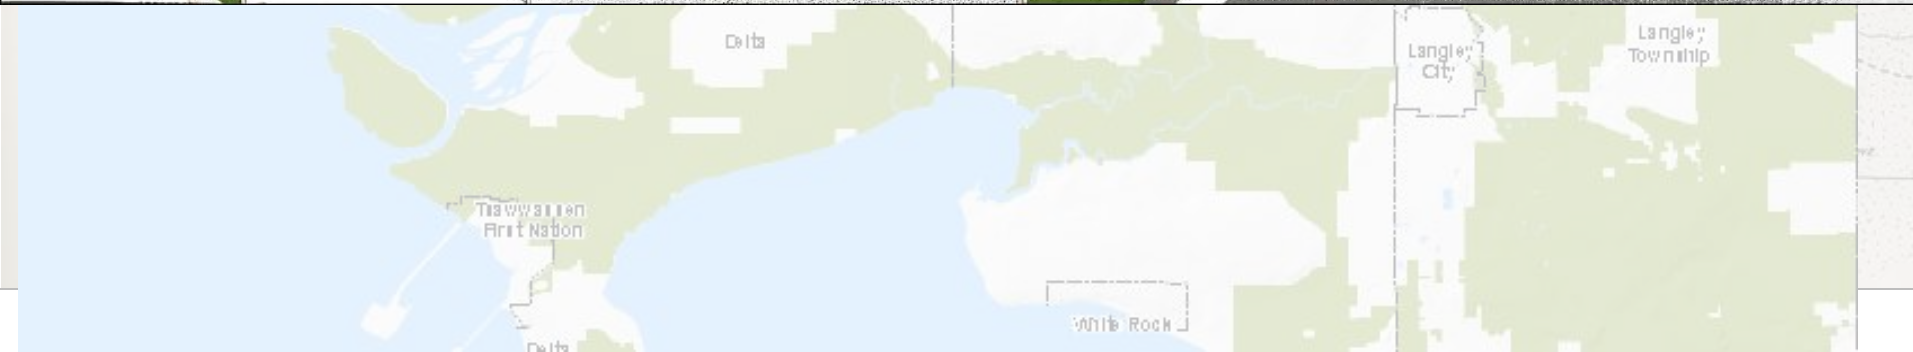 Delta
Langley
City
Langley
Township
Tsawwassen
First Nation
White Rock
Delta